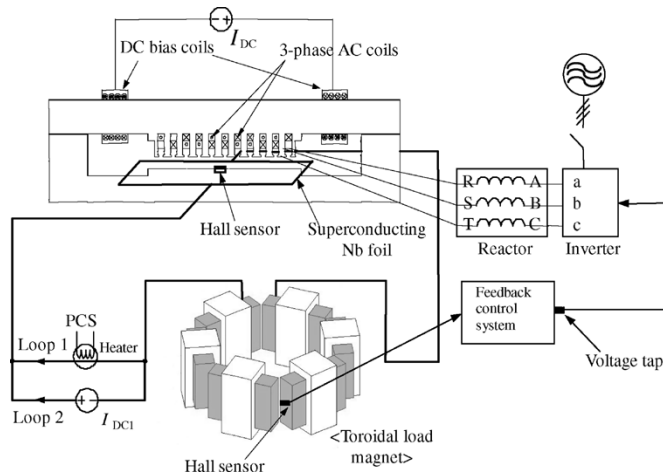 I DC
DC bias coils
3-phase AC coils
Hall sensor
Superconducting
Nb foil
R A a
S B b
T C c
Reactor
Inverter
PCS
Heater
Loop 1
Loop 2
I DC1
Feedback
control
system
Voltage tap
Hall sensor
<Toroidal load
magnet>